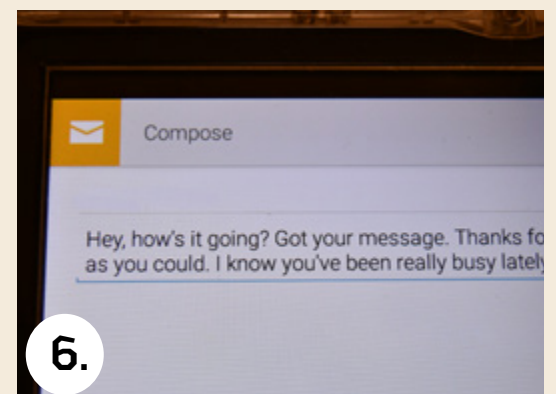 Compose
Hey, how's it going? Got your message. Thanks fo
as you could. I know you've been really busy lately
6.